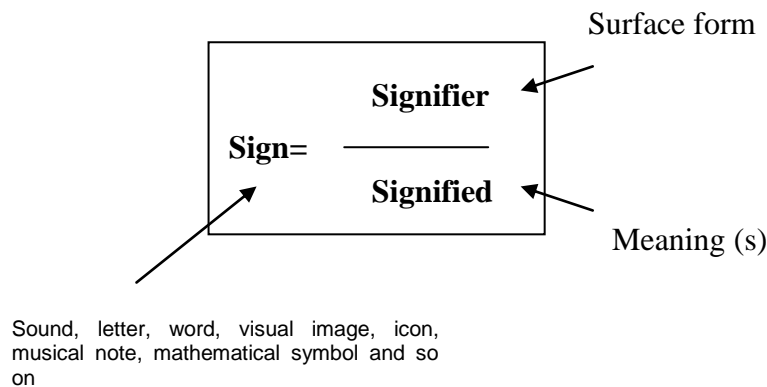 Surface form
Signifier
Sign=
Signified
Meaning (s)
Sound, letter, word, visual image, icon,
musical note, mathematical symbol and so
on